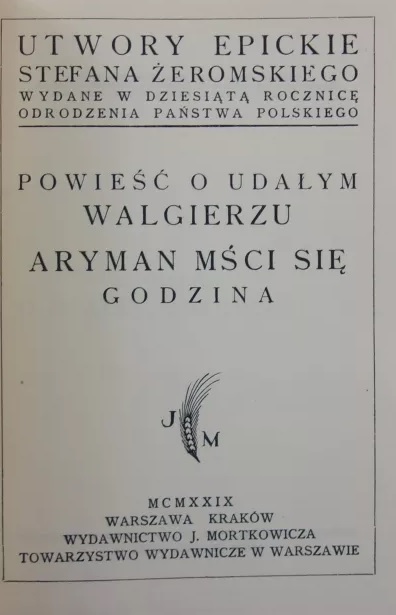 UTWORY EPICKIE
STEFANA ŻEROMSKIEGO
WYDANE W DZIESIĄTĄ ROCZNICĘ
ODRODZENIA PAŃSTWA POLSKIEGO
POWIEŚĆ O UDAŁYM
WALGIERZU
ARYMAN MŚCI SIĘ
GODZINA
J M
MCMXXIX
WARSZAWA KRAKÓW
WYDAWNICTWO J. MORTKOWICZA
TOWARZYSTWO WYDAWNICZE W WARSZAWIE